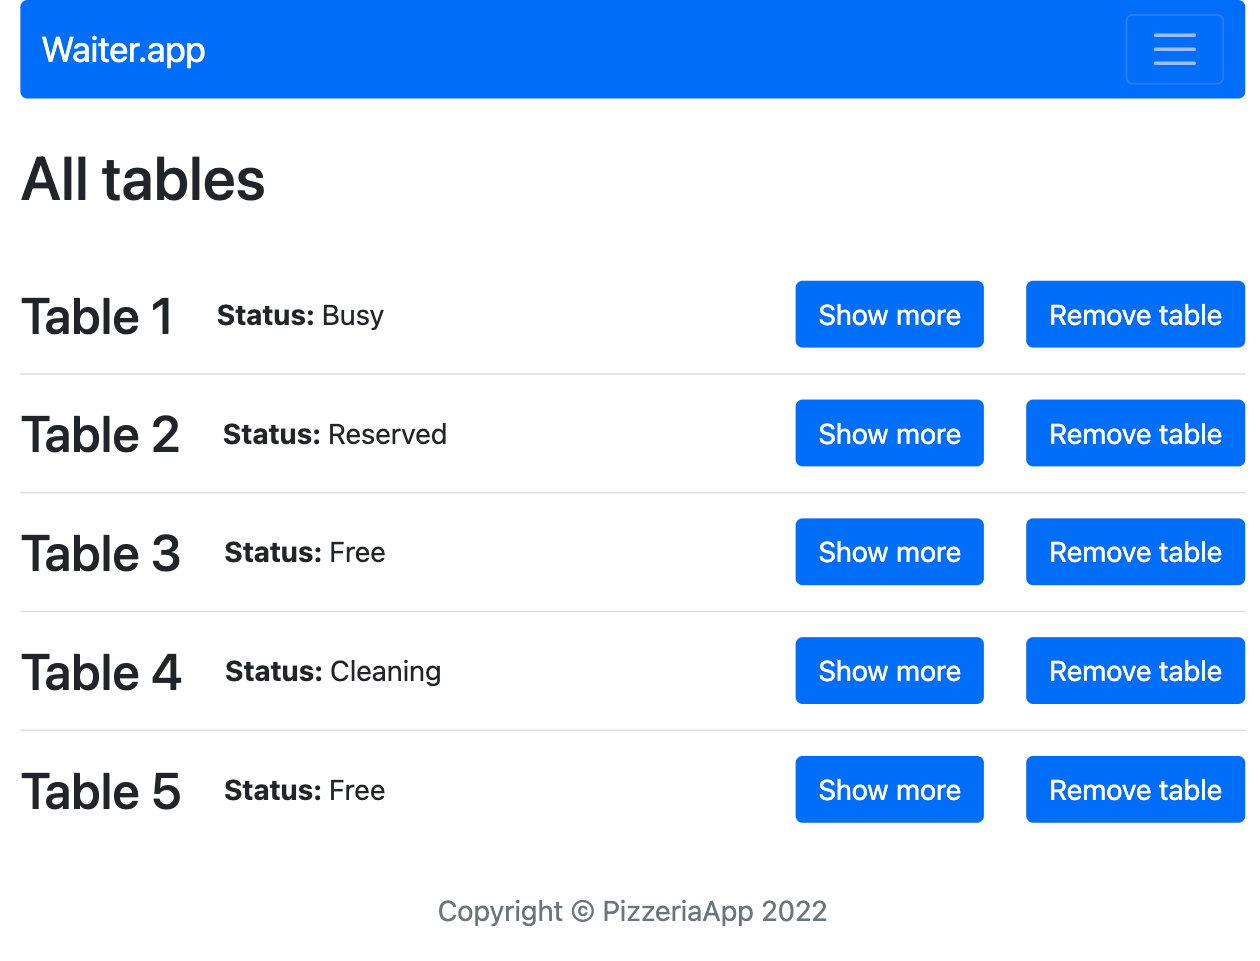 Waiter.app
All tables
Table 1 Status: Busy Show more Remove table
Table 2 Status: Reserved Show more Remove table
Table 3 Status: Free Show more Remove table
Table 4 Status: Cleaning Show more Remove table
Table 5 Status: Free Show more Remove table
Copyright © PizzeriaApp 2022